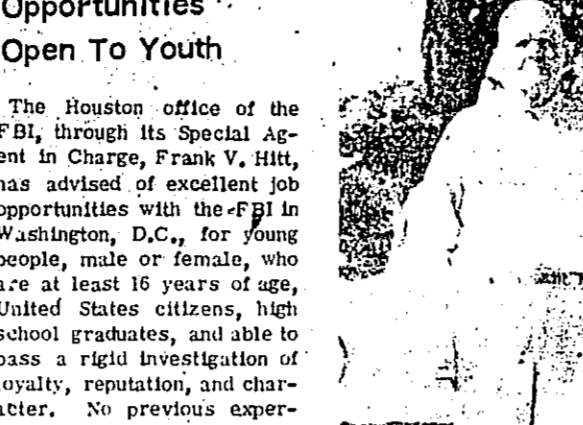 Opportunities
Open To Youth
The Houston office of the
FBI, through its Special Ag-
ent in Charge, Frank V. Hitt,
has advised of excellent job
opportunities with the FBI in
Washington, D.C., for young
people, male or female, who
are at least 16 years of age,
United States citizens, high
school graduates, and able to
pass a rigid investigation of
loyalty, reputation, and char-
acter. No previous exper-